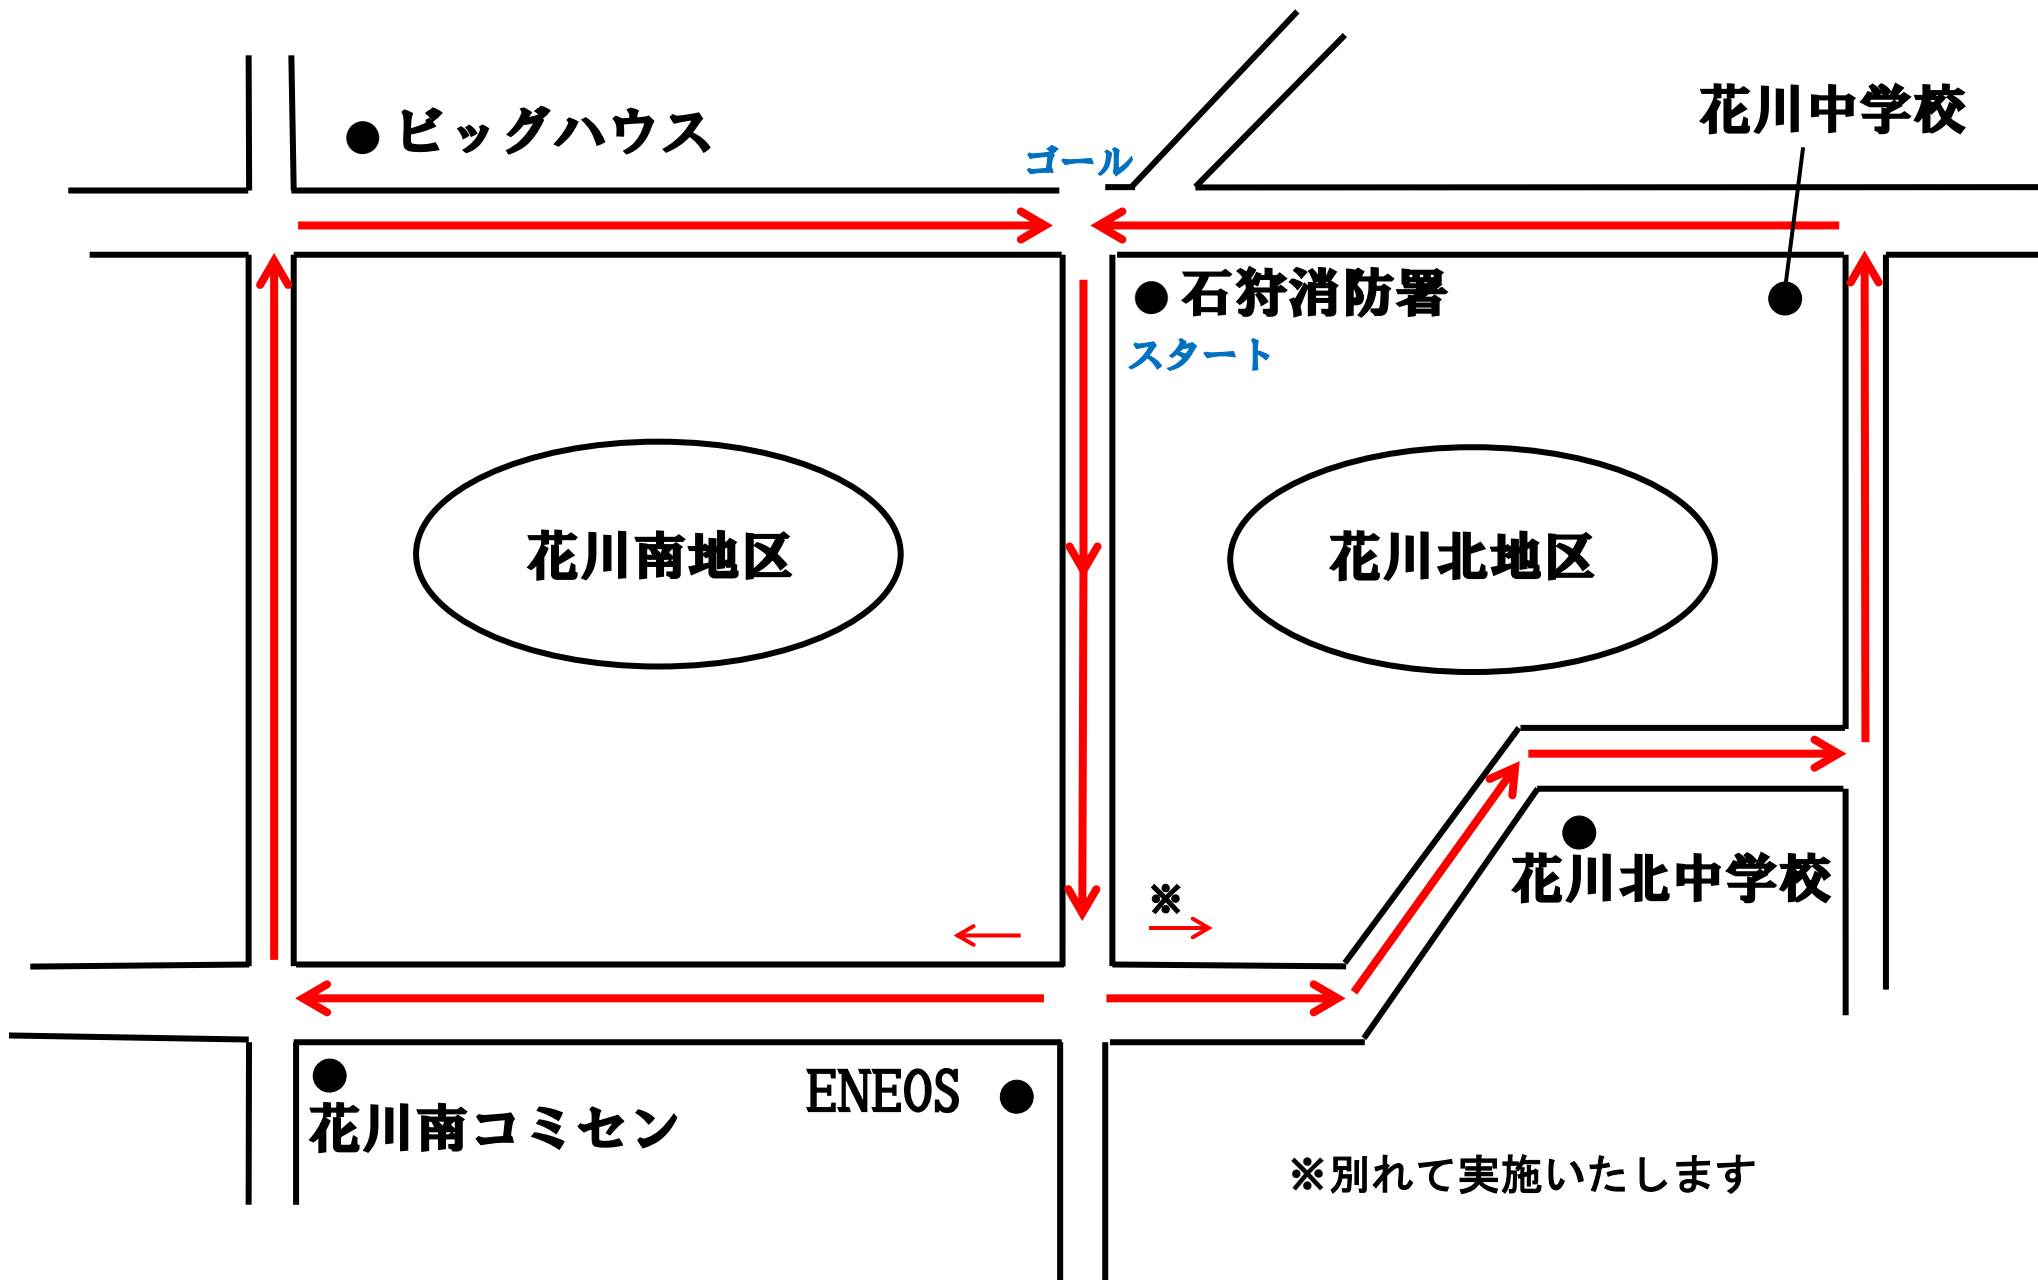 花川中学校
ビッグハウス
ゴール
石狩消防署
スタート
花川南地区
花川北地区
花川北中学校
※
ENEOS
花川南コミセン
※別れて実施いたします